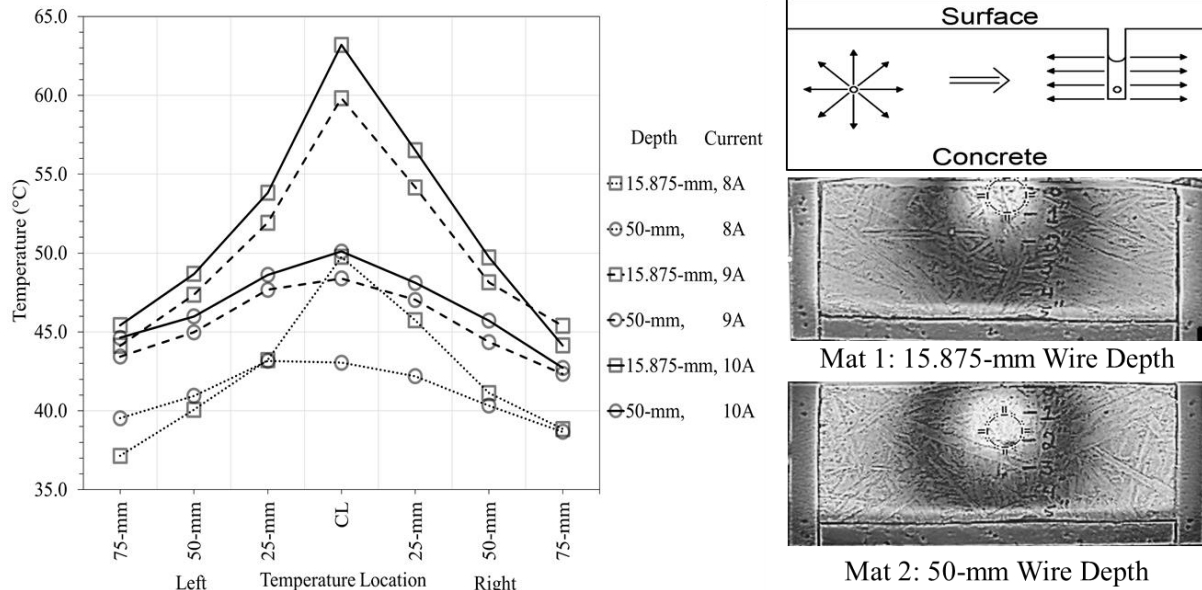 65.0
60.0
55.0
50.0
45.0
40.0
35.0
Temperature (°C)
75-mm
50-mm
25-mm
CL
25-mm
50-mm
75-mm
Left
Temperature Location
Right
Depth Current
15.875-mm, 8A
50-mm, 8A
15.875-mm, 9A
50-mm, 9A
15.875-mm, 10A
50-mm, 10A
Surface
Concrete
Mat 1: 15.875-mm Wire Depth
Mat 2: 50-mm Wire Depth